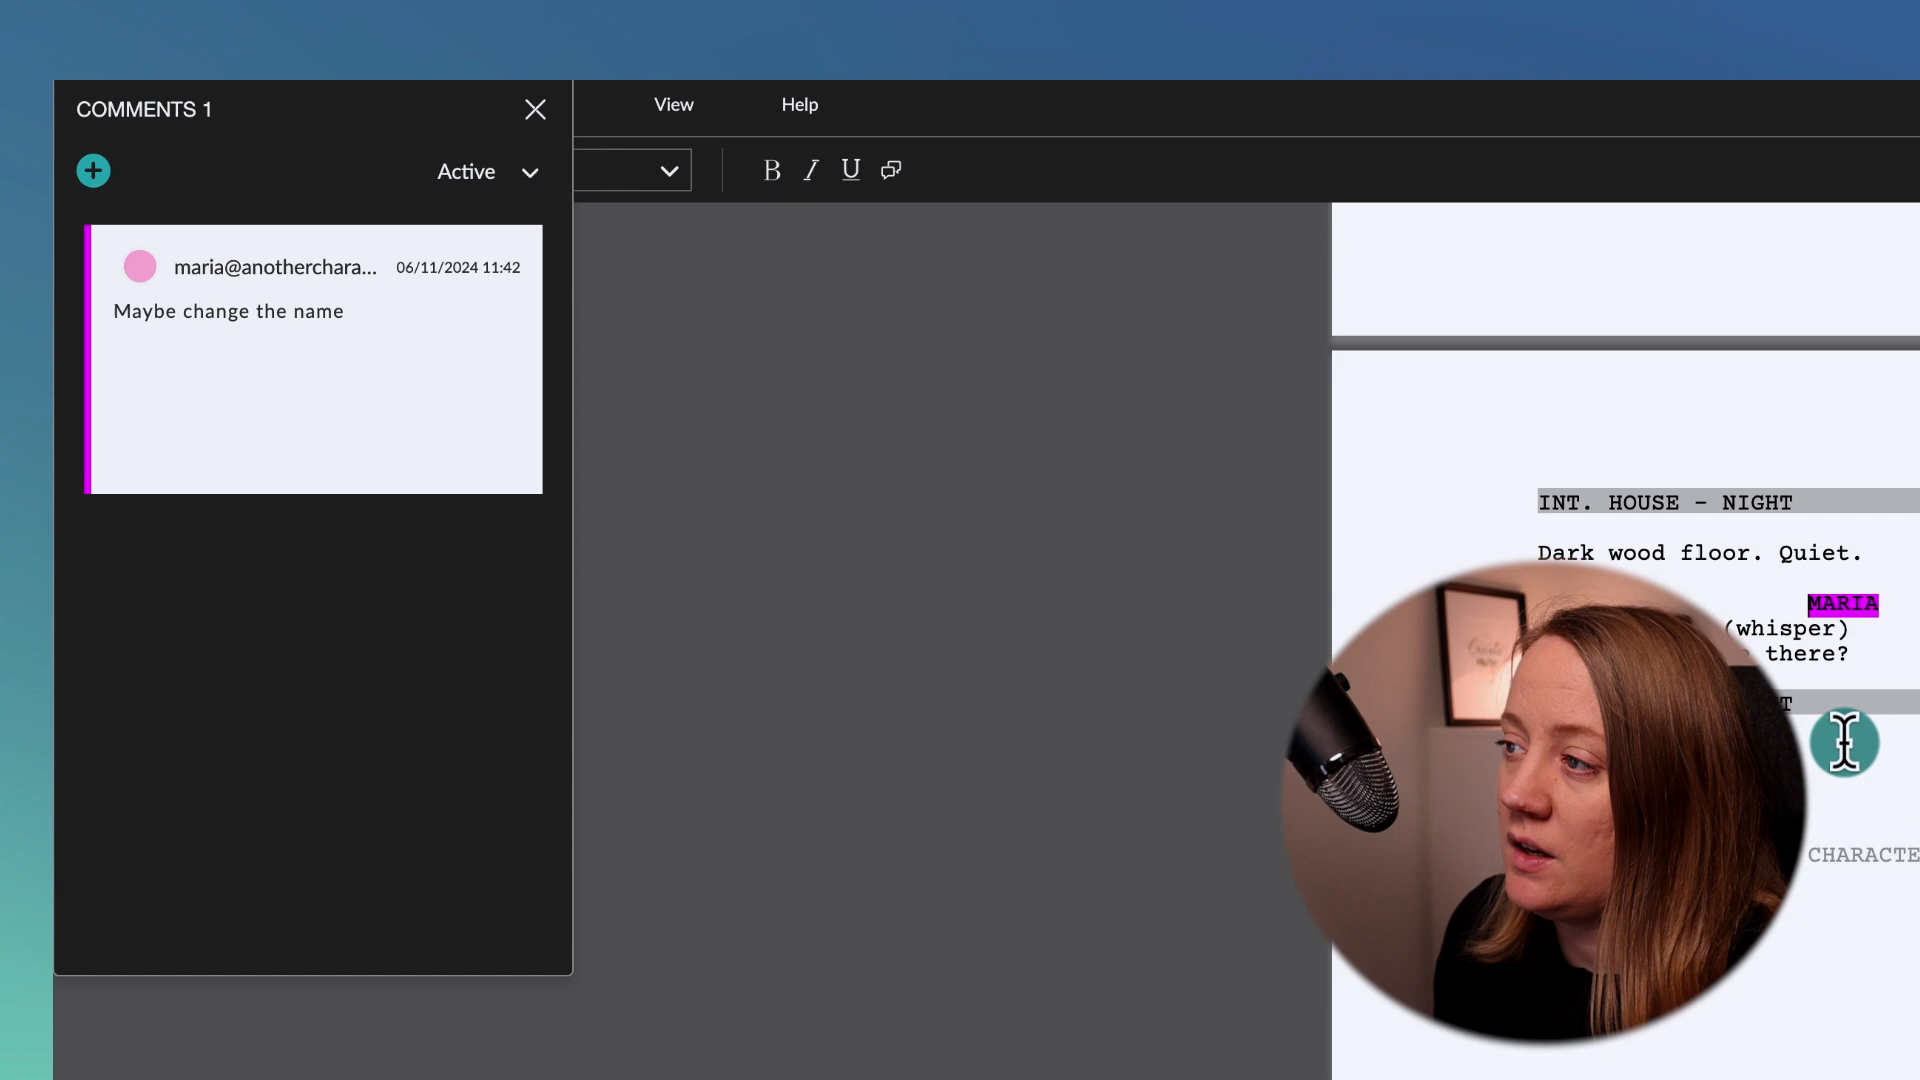 COMMENTS 1
View
Help
Active
B I U
maria@anotherchara...
06/11/2024 11:42
Maybe change the name
INT. HOUSE - NIGHT
Dark wood floor. Quiet.
MARIA
(whisper)
there?
T
CHARACTE